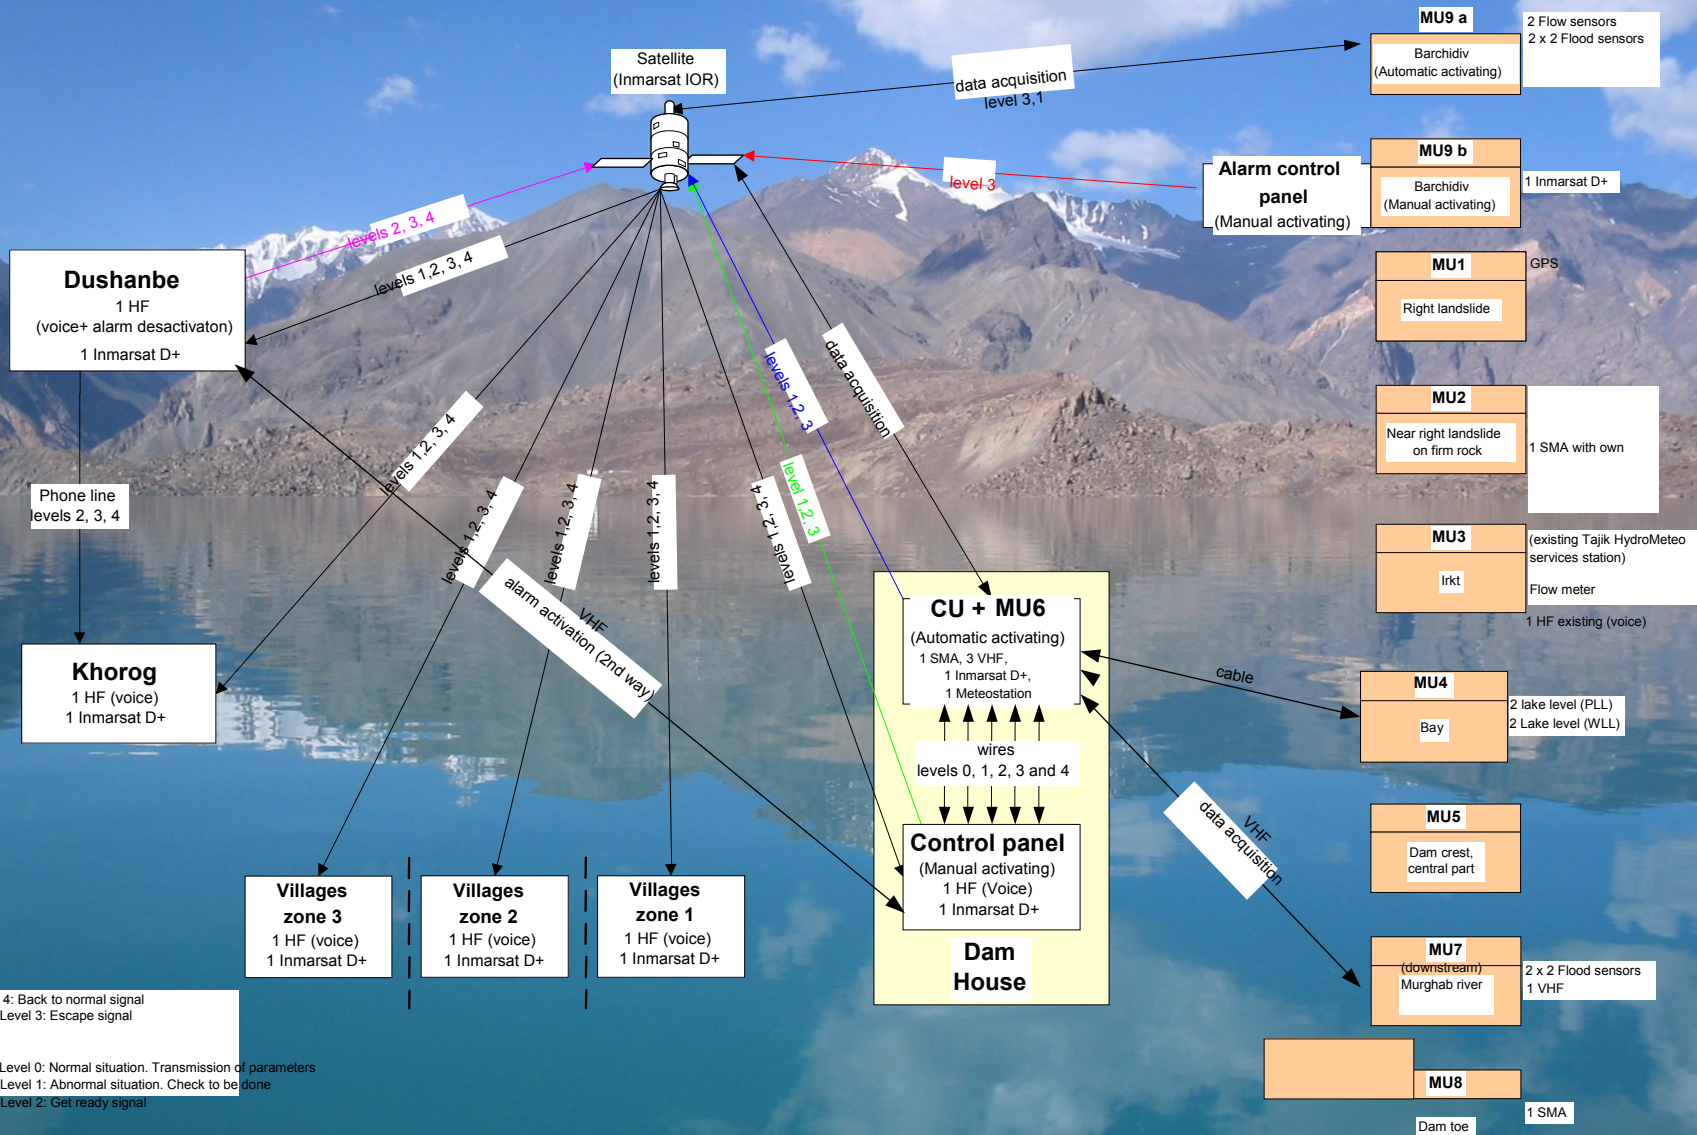 Satellite
(Inmarsat IOR)
data acquisition
level 3,1
MU9 a
Barchidiv
(Automatic activating)
2 Flow sensors
2 x 2 Flood sensors
level 3
Alarm control
panel
(Manual activating)
MU9 b
Barchidiv
(Manual activating)
1 Inmarsat D+
MU1
Right landslide
GPS
MU2
Near right landslide
on firm rock
1 SMA with own
MU3
Irkt
(existing Tajik HydroMeteo
services station)
Flow meter
1 HF existing (voice)
MU4
Bay
2 lake level (PLL)
2 Lake level (WLL)
MU5
Dam crest,
central part
MU7
(downstream)
Murghab river
2 x 2 Flood sensors
1 VHF
MU8
1 SMA
Dam toe
levels 2, 3, 4
levels 1,2, 3, 4
Dushanbe
1 HF
(voice+ alarm desactivaton)
1 Inmarsat D+
Phone line
levels 2, 3, 4
Khorog
1 HF (voice)
1 Inmarsat D+
levels 1,2, 3, 4
levels 1,2, 3, 4
levels 1,2, 3, 4
levels 1,2, 3, 4
levels 1,2, 3, 4
levels 1,2, 3
level 1,2, 3
data acquisition
VHF
alarm activation (2nd way)
CU + MU6
(Automatic activating)
1 SMA, 3 VHF,
1 Inmarsat D+,
1 Meteostation
wires
levels 0, 1, 2, 3 and 4
Control panel
(Manual activating)
1 HF (Voice)
1 Inmarsat D+
Dam
House
cable
VHF
data acquisition
Villages
zone 3
1 HF (voice)
1 Inmarsat D+
Villages
zone 2
1 HF (voice)
1 Inmarsat D+
Villages
zone 1
1 HF (voice)
1 Inmarsat D+
4: Back to normal signal
Level 3: Escape signal
Level 0: Normal situation. Transmission of parameters
Level 1: Abnormal situation. Check to be done
Level 2: Get ready signal